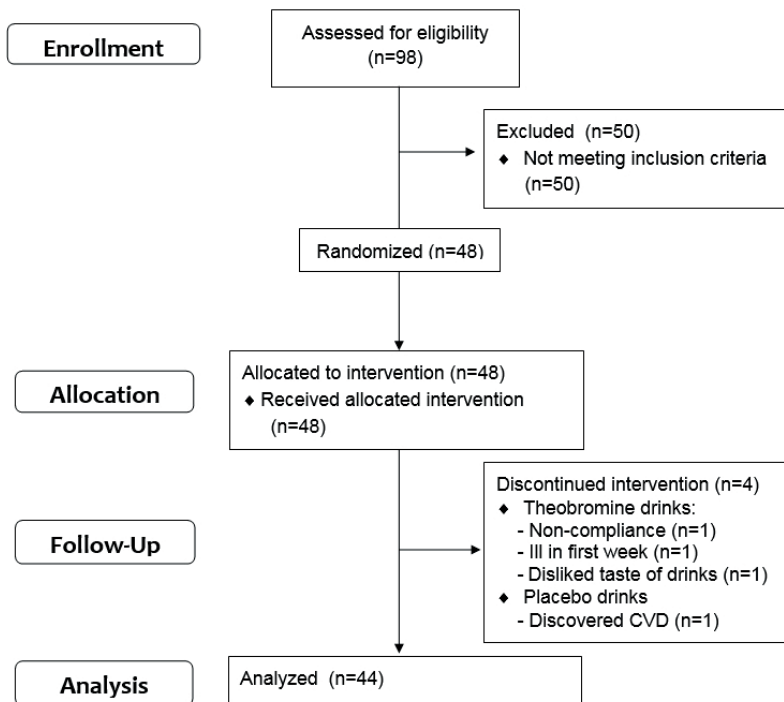 Enrollment
Assessed for eligibility
(n=98)
Excluded (n=50)
♦ Not meeting inclusion criteria
(n=50)
Randomized (n=48)
Allocation
Allocated to intervention (n=48)
♦ Received allocated intervention
(n=48)
Follow-Up
Discontinued intervention (n=4)
♦ Theobromine drinks:
- Non-compliance (n=1)
- Ill in first week (n=1)
- Disliked taste of drinks (n=1)
♦ Placebo drinks
- Discovered CVD (n=1)
Analysis
Analyzed (n=44)